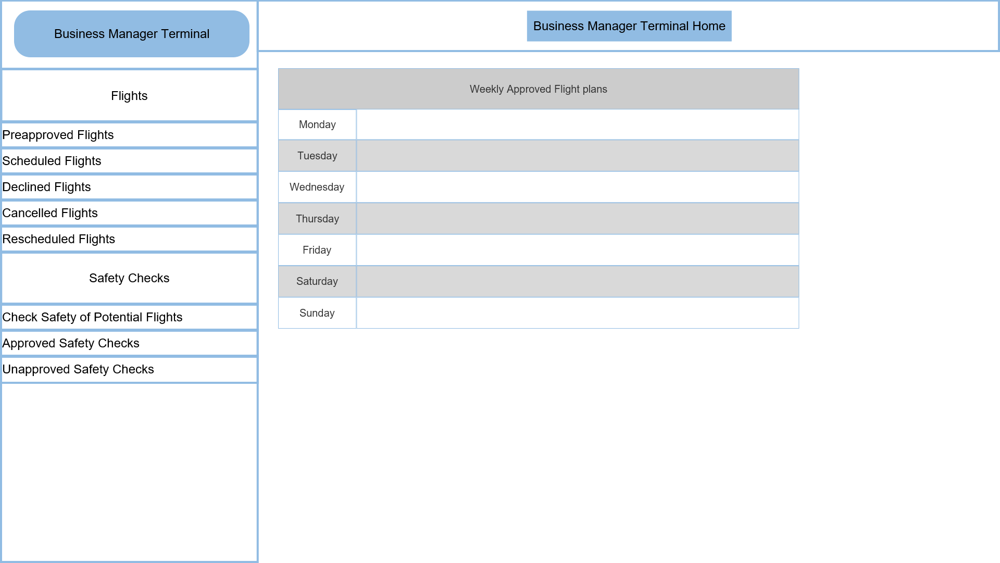 Business Manager Terminal
Business Manager Terminal Home
Flights
Preapproved Flights
Scheduled Flights
Declined Flights
Cancelled Flights
Rescheduled Flights
Safety Checks
Check Safety of Potential Flights
Approved Safety Checks
Unapproved Safety Checks
Weekly Approved Flight plans
Monday
Tuesday
Wednesday
Thursday
Friday
Saturday
Sunday